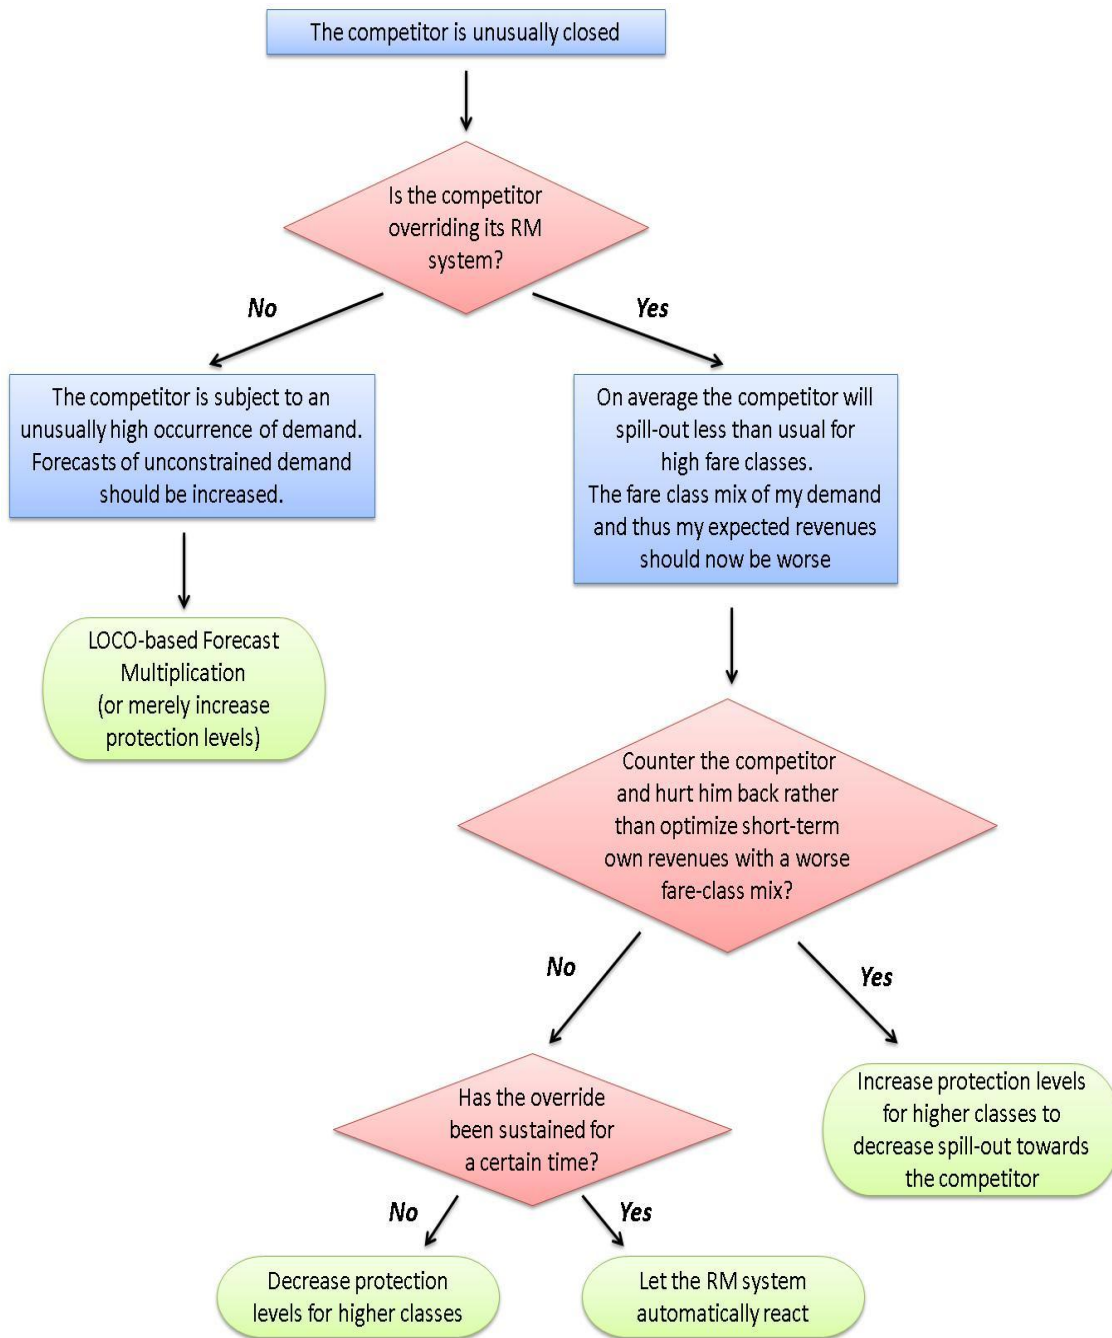 The competitor is unusually closed
Is the competitor
overriding its RM
system?
No
Yes
The competitor is subject to an
unusually high occurrence of demand.
Forecasts of unconstrained demand
should be increased.
On average the competitor will
spill-out less than usual for
high fare classes.
The fare class mix of my demand
and thus my expected revenues
should now be worse
LOCO-based Forecast
Multiplication
(or merely increase
protection levels)
Counter the competitor
and hurt him back rather
than optimize short-term
own revenues with a worse
fare-class mix?
No
Yes
Has the override
been sustained for
a certain time?
Increase protection levels
for higher classes to
decrease spill-out towards
the competitor
No
Yes
Decrease protection
levels for higher classes
Let the RM system
automatically react